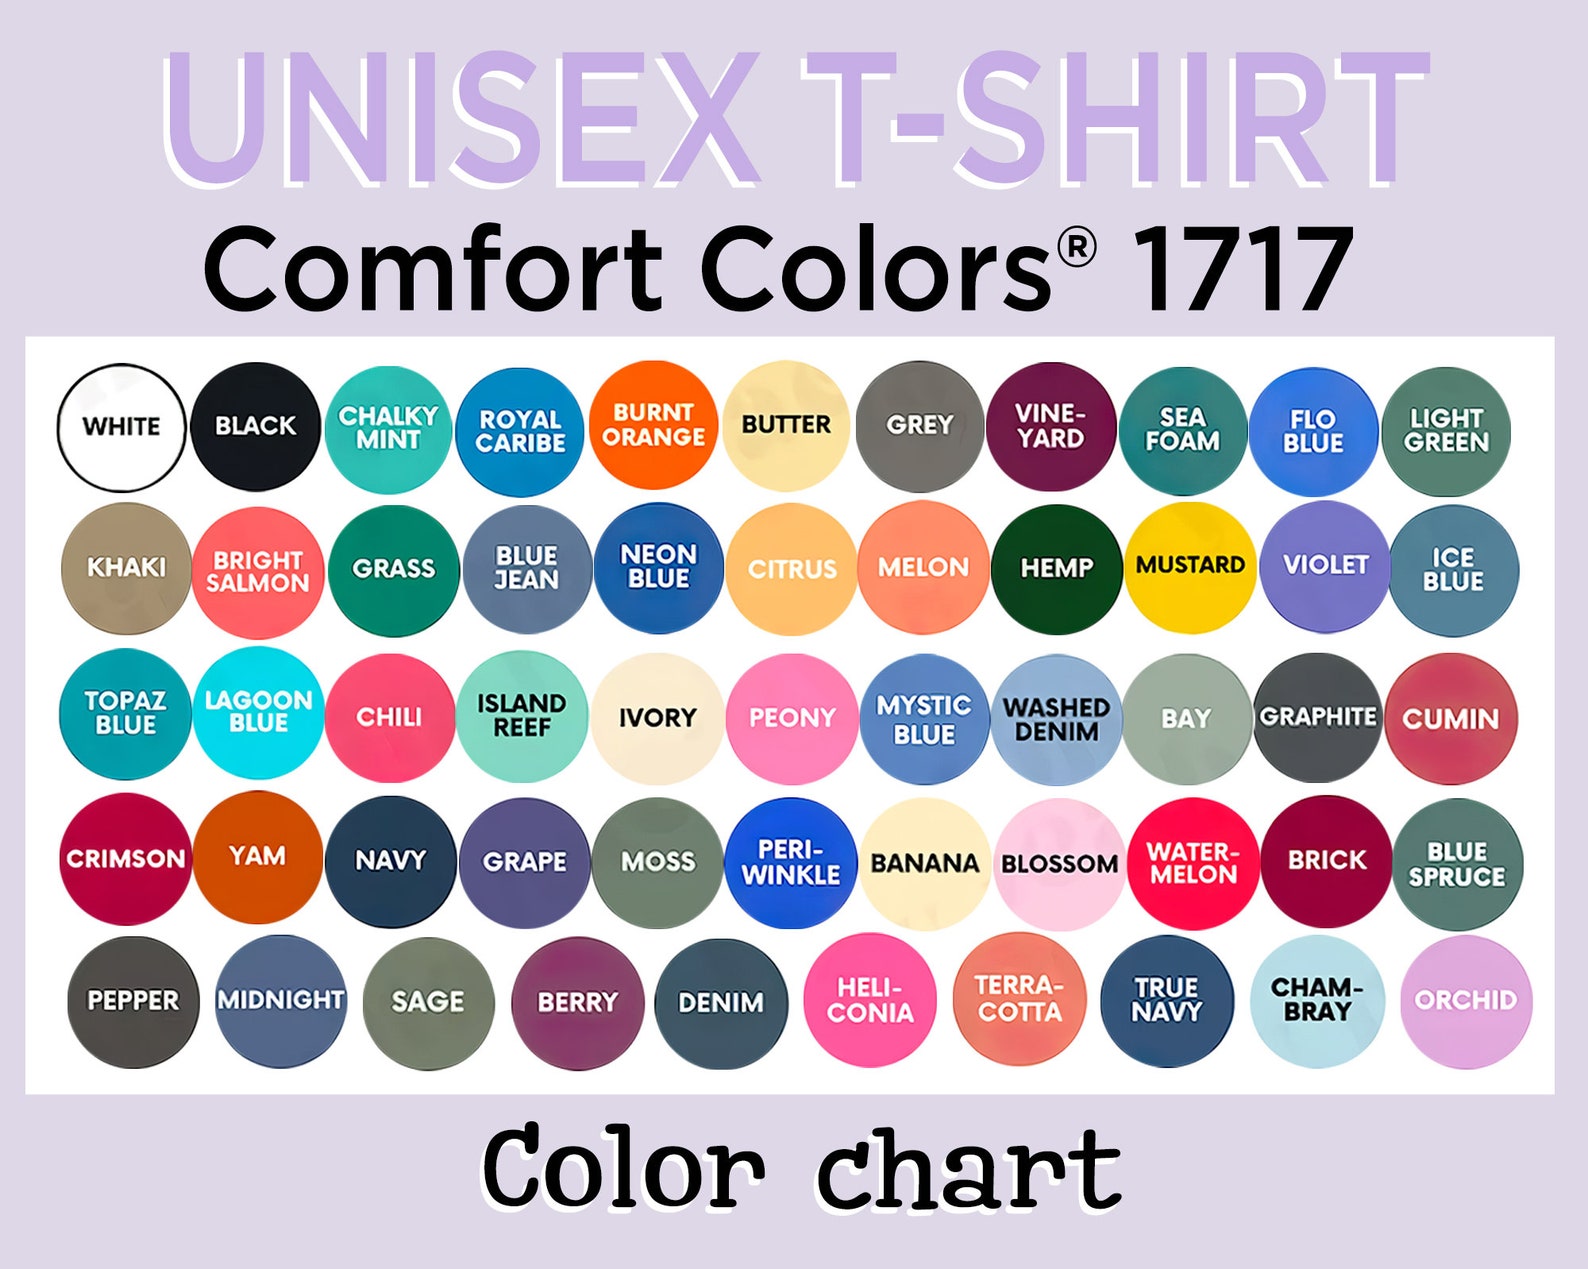 UNISEX T-SHIRT
Comfort Colors® 1717
WHITE
BLACK
CHALKY
MINT
ROYAL
CARIBE
BURNT
ORANGE
BUTTER
GREY
VINE-
YARD
SEA
FOAM
FLO
BLUE
LIGHT
GREEN
KHAKI
BRIGHT
SALMON
GRASS
BLUE
JEAN
NEON
BLUE
CITRUS
MELON
HEMP
MUSTARD
VIOLET
ICE
BLUE
TOPAZ
BLUE
LAGOON
BLUE
CHILI
ISLAND
REEF
IVORY
PEONY
MYSTIC
BLUE
WASHED
DENIM
BAY
GRAPHITE
CUMIN
CRIMSON
YAM
NAVY
GRAPE
MOSS
PERI-
WINKLE
BANANA
BLOSSOM
WATER-
MELON
BRICK
BLUE
SPRUCE
PEPPER
MIDNIGHT
SAGE
BERRY
DENIM
HELI-
CONIA
TERRA-
COTTA
TRUE
NAVY
CHAM-
BRAY
ORCHID
Color chart